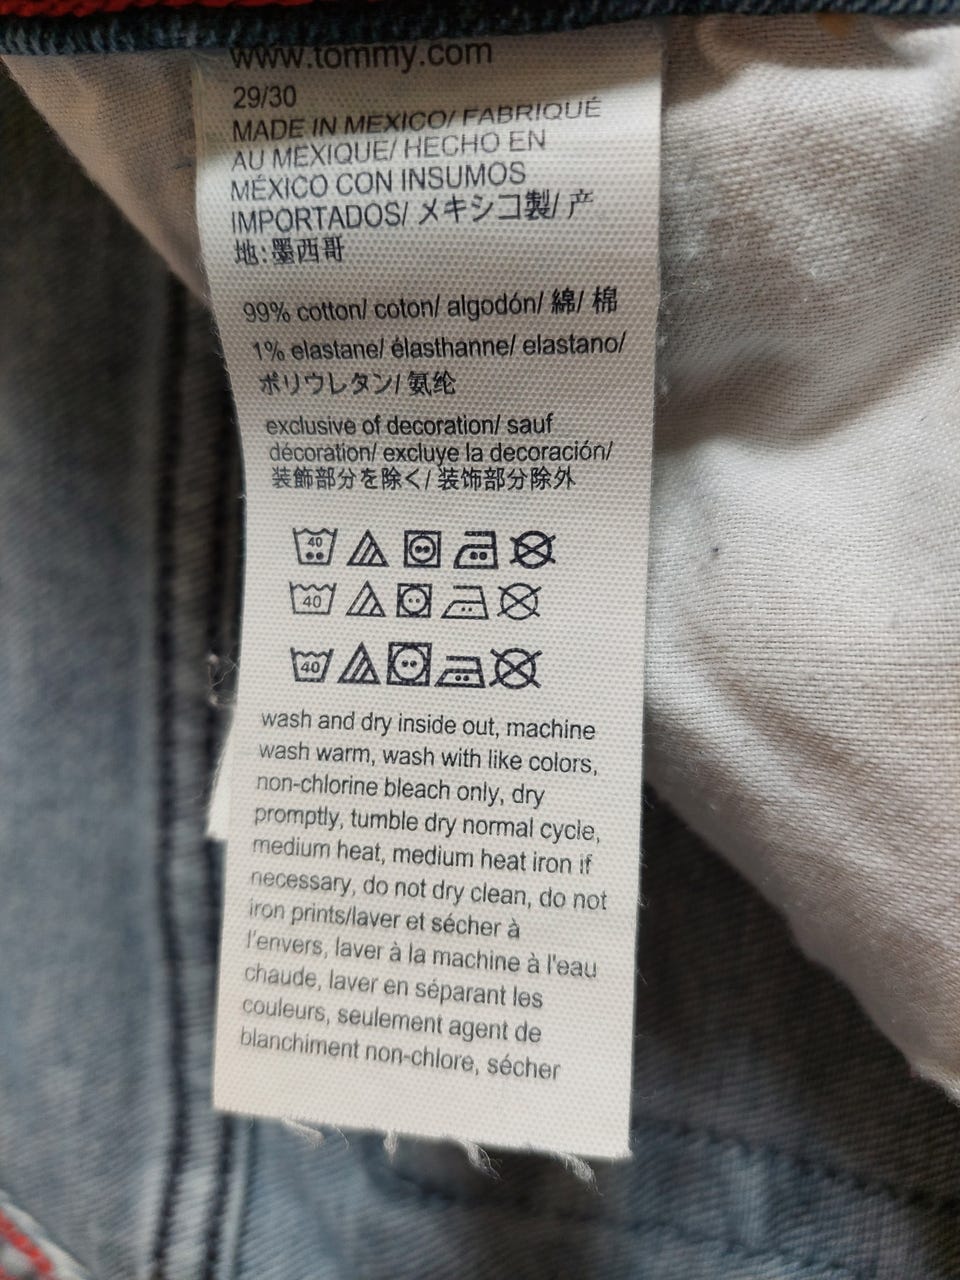 www.tommy.com
29/30
MADE IN MEXICO/ FABRIQUÉ
AU MEXIQUE/ HECHO EN
MÉXICO CON INSUMOS
IMPORTADOS/ メキシコ製/ 产
地:墨西哥
99% cotton/ coton/ algodón/ 綿/ 棉
1% elastane/ élasthanne/ elastano/
ポリウレタン/ 氨纶
exclusive of decoration/ sauf
décoration/ excluye la decoración/
装飾部分を除く/ 装饰部分除外
40
40
40
wash and dry inside out, machine
wash warm, wash with like colors,
non-chlorine bleach only, dry
promptly, tumble dry normal cycle,
medium heat, medium heat iron if
necessary, do not dry clean, do not
iron prints/laver et sécher à
l'envers, laver à la machine à l'eau
chaude, laver en séparant les
couleurs, seulement agent de
blanchiment non-chlore, sécher